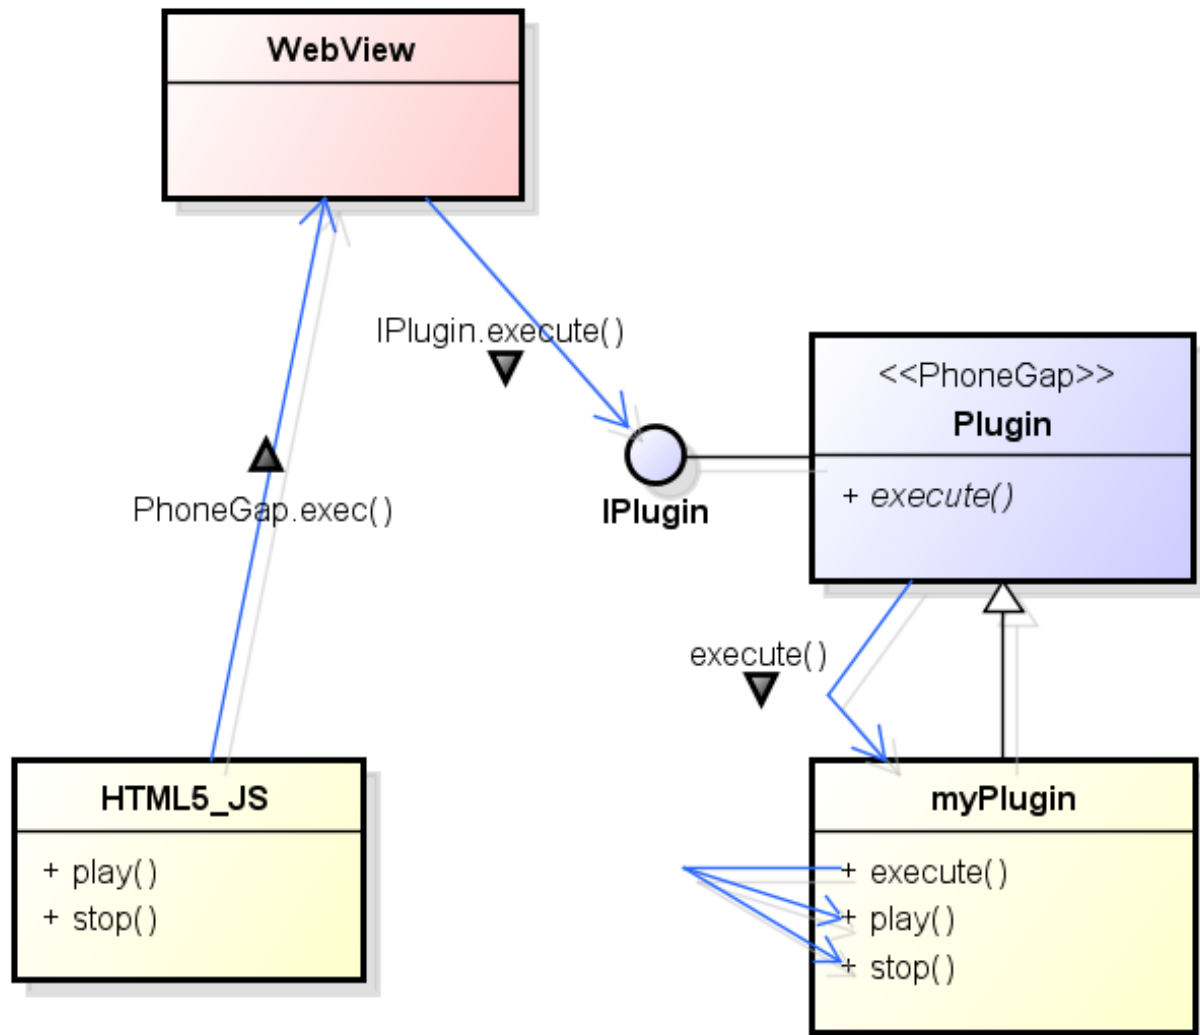 WebView
IPlugin.execute()
<<PhoneGap>>
Plugin
+ execute()
IPlugin
PhoneGap.exec()
execute()
HTML5_JS
+ play()
+ stop()
myPlugin
+ execute()
+ play()
+ stop()